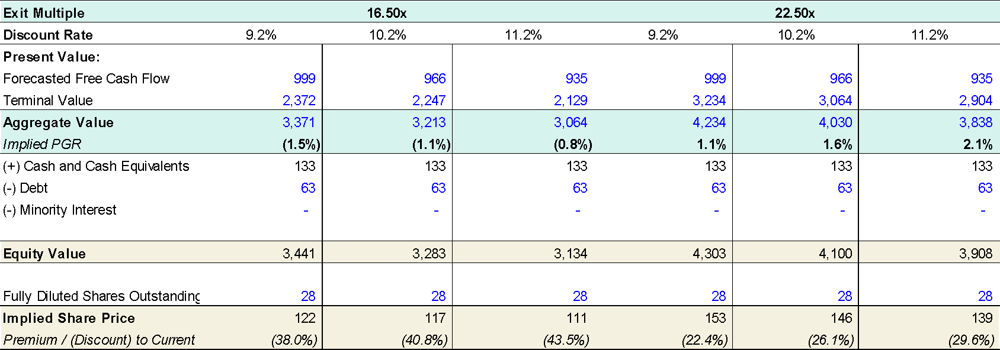 Exit Multiple 16.50x 22.50x
Discount Rate 9.2% 10.2% 11.2% 9.2% 10.2% 11.2%
Present Value:
Forecasted Free Cash Flow 999 966 935 999 966 935
Terminal Value 2,372 2,247 2,129 3,234 3,064 2,904
Aggregate Value 3,371 3,213 3,064 4,234 4,030 3,838
Implied PGR (1.5%) (1.1%) (0.8%) 1.1% 1.6% 2.1%
(+) Cash and Cash Equivalents 133 133 133 133 133 133
(-) Debt 63 63 63 63 63 63
(-) Minority Interest - - - - - -
Equity Value 3,441 3,283 3,134 4,303 4,100 3,908
Fully Diluted Shares Outstanding 28 28 28 28 28 28
Implied Share Price 122 117 111 153 146 139
Premium / (Discount) to Current (38.0%) (40.8%) (43.5%) (22.4%) (26.1%) (29.6%)